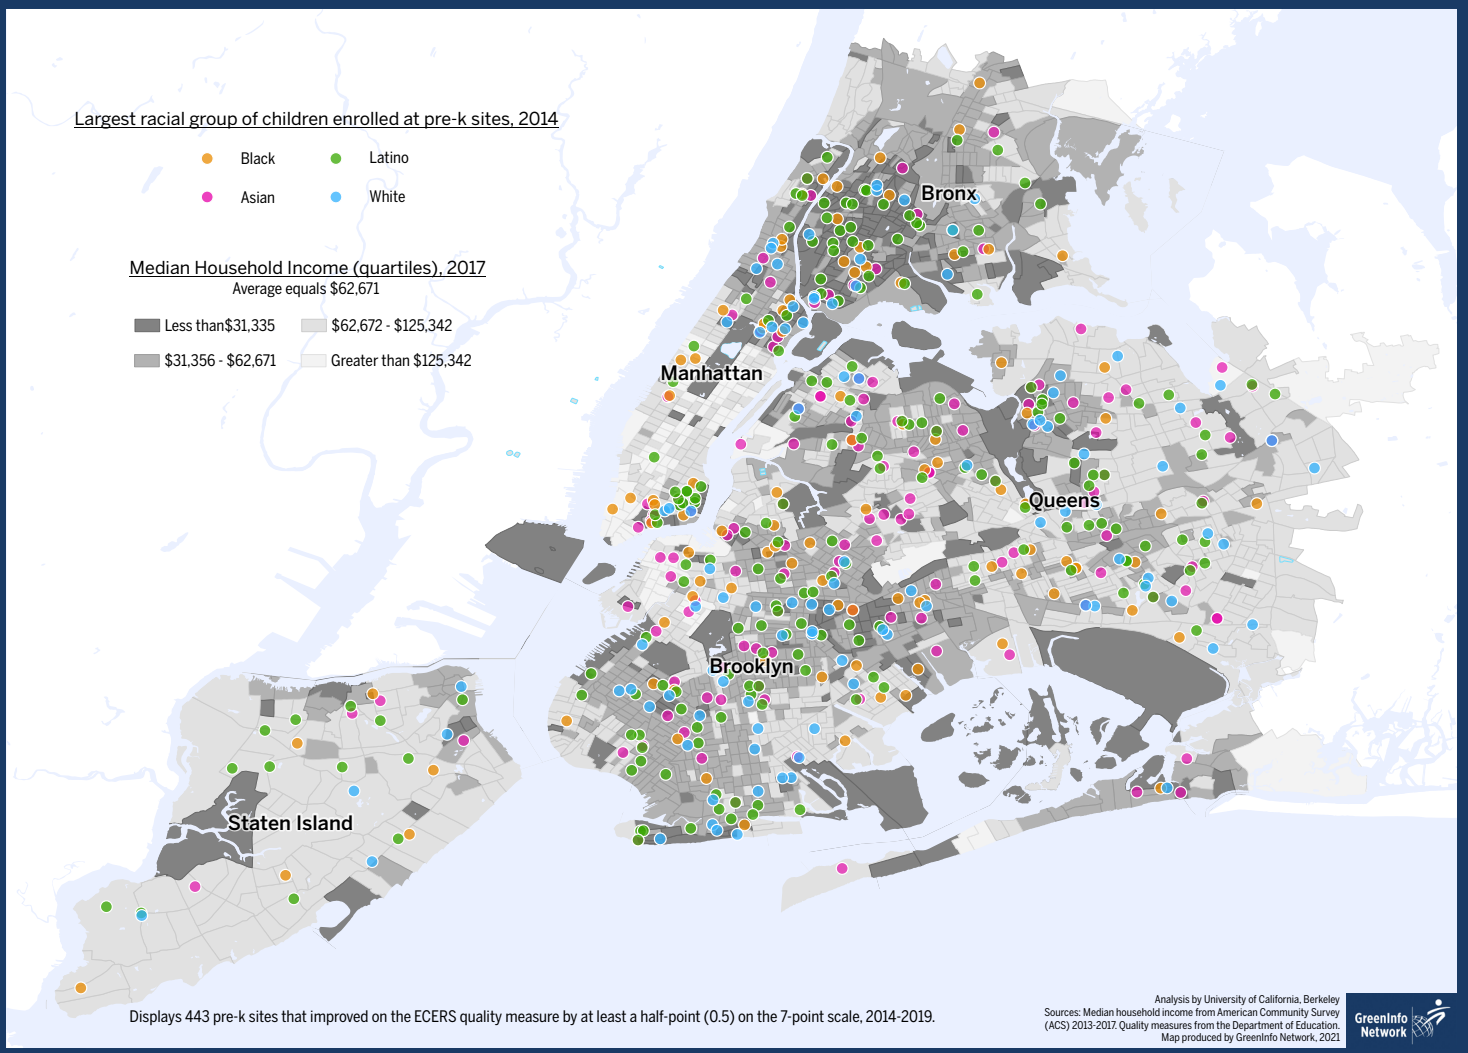 Largest racial group of children enrolled at pre-k sites, 2014
Black
Latino
Asian
White
Median Household Income (quartiles), 2017
Average equals $62,671
Less than$31,335
$62,672 - $125,342
$31,356 - $62,671
Greater than $125,342
Bronx
Manhattan
Queens
Brooklyn
Staten Island
Displays 443 pre-k sites that improved on the ECERS quality measure by at least a half-point (0.5) on the 7-point scale, 2014-2019.
Analysis by University of California, Berkeley
Sources: Median household income from American Community Survey
(ACS) 2013-2017. Quality measures from the Department of Education.
Map produced by GreenInfo Network, 2021
GreenInfo
Network